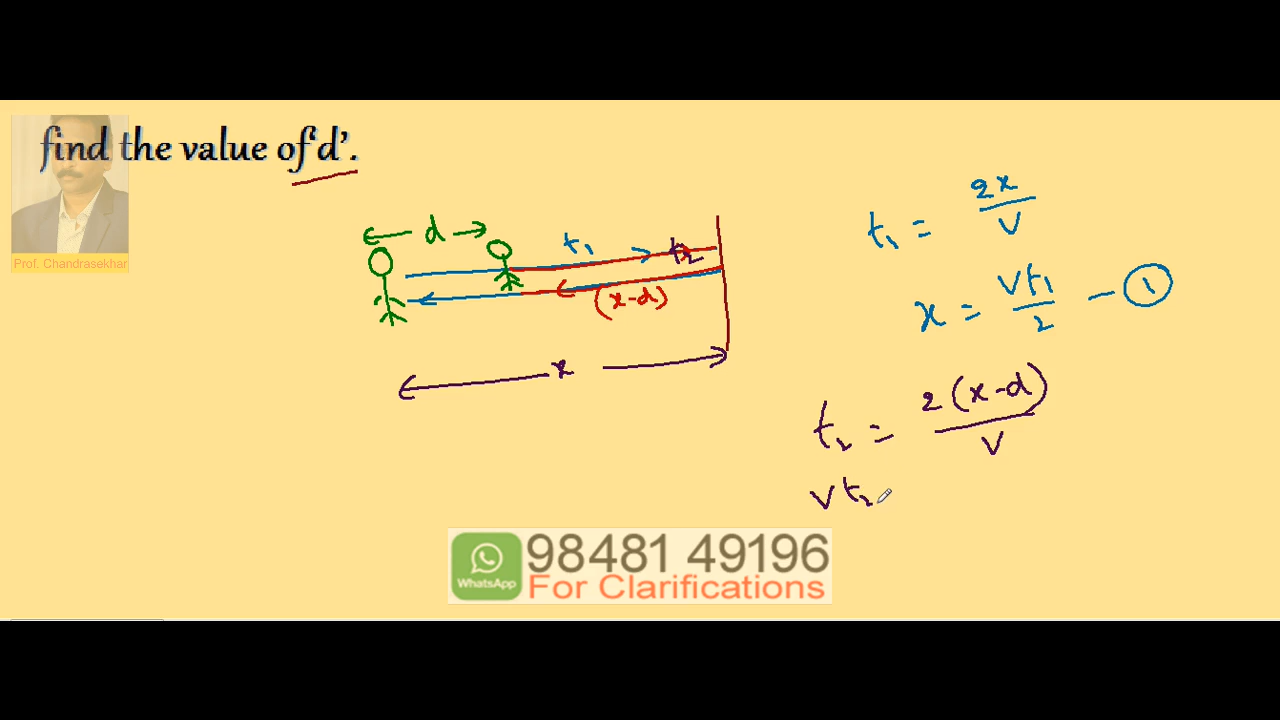 find the value of 'd'.
Prof. Chandrasekhar
d
t₁
t₂
(x-d)
x
t₁ = 2x/V
x = Vt₁/2 — ①
t₂ = 2(x-d)/V
Vt₂
WhatsApp
98481 49196
For Clarifications